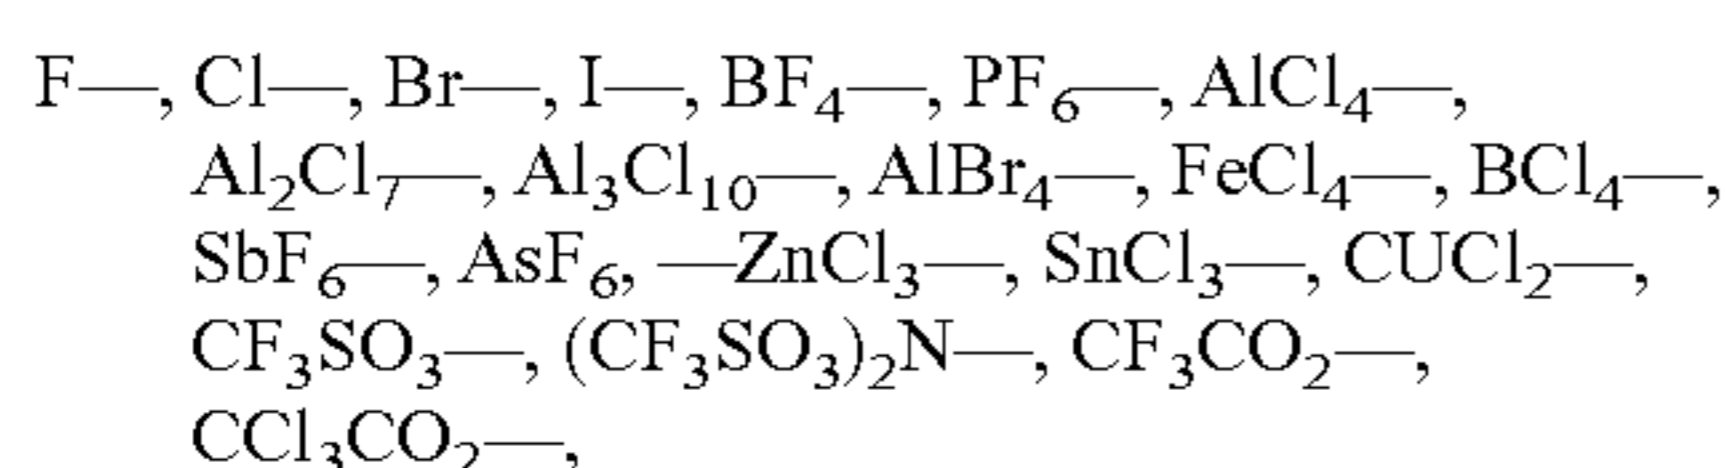 F—, Cl—, Br—, I—, BF₄—, PF₆—, AlCl₄—,
Al₂Cl₇—, Al₃Cl₁₀—, AlBr₄—, FeCl₄—, BCl₄—,
SbF₆—, AsF₆, —ZnCl₃—, SnCl₃—, CUCl₂—,
CF₃SO₃—, (CF₃SO₃)₂N—, CF₃CO₂—,
CCl₃CO₂—,